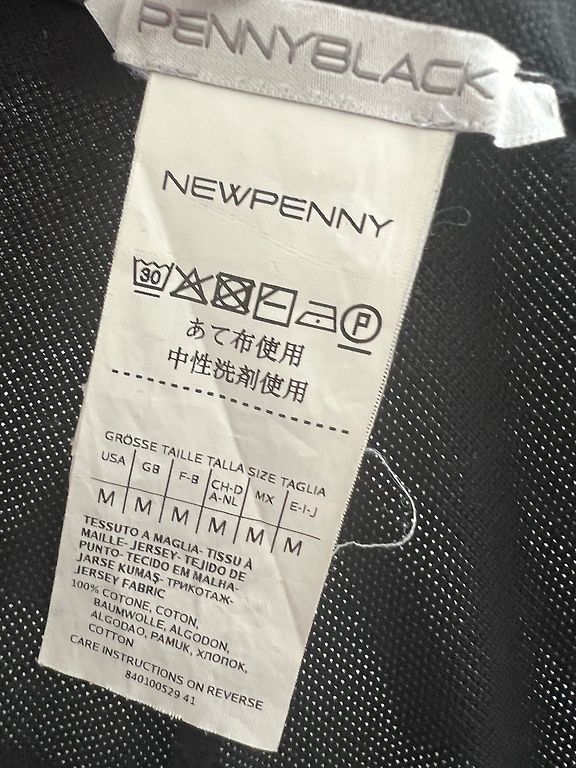 PENNYBLACK
NEWPENNY
30
P
あて布使用
中性洗剤使用
GRÖSSE TAILLE TALLA SIZE TAGLIA
USA GB F-B CH-D A-NL MX E-I-J
M M M M M M
TESSUTO A MAGLIA- TISSU À
MAILLE- JERSEY- TEJIDO DE
PUNTO- TECIDO EM MALHA-
JARSE KUMAŞ- ТРИКОТАЖ-
JERSEY FABRIC
100% COTONE, COTON,
BAUMWOLLE, ALGODON,
ALGODAO, PAMUK, ХЛОПОК,
COTTON
CARE INSTRUCTIONS ON REVERSE
840100529 41